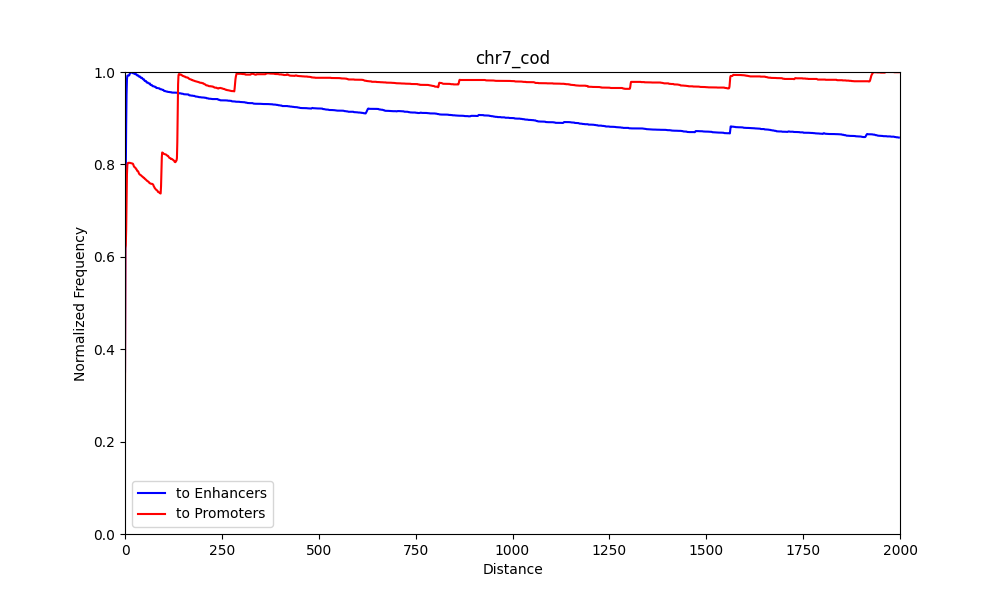 chr7_cod
Normalized Frequency
1.0
0.8
0.6
0.4
0.2
0.0
to Enhancers
to Promoters
0 250 500 750 1000 1250 1500 1750 2000
Distance